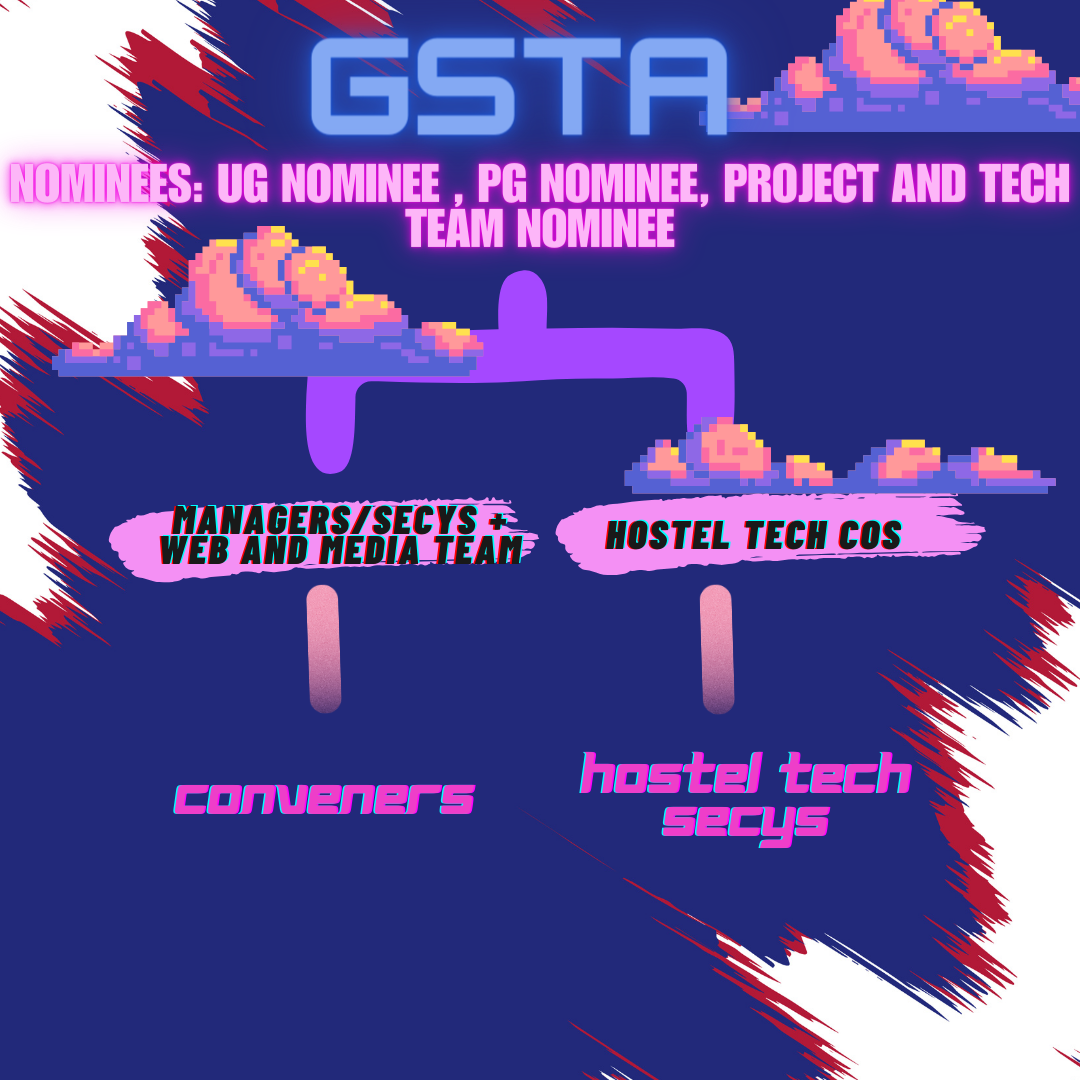 GSTA
NOMINEES: UG NOMINEE , PG NOMINEE, PROJECT AND TECH
TEAM NOMINEE
MANAGERS/SECYS +
WEB AND MEDIA TEAM
HOSTEL TECH COS
conveners
hostel tech
secys